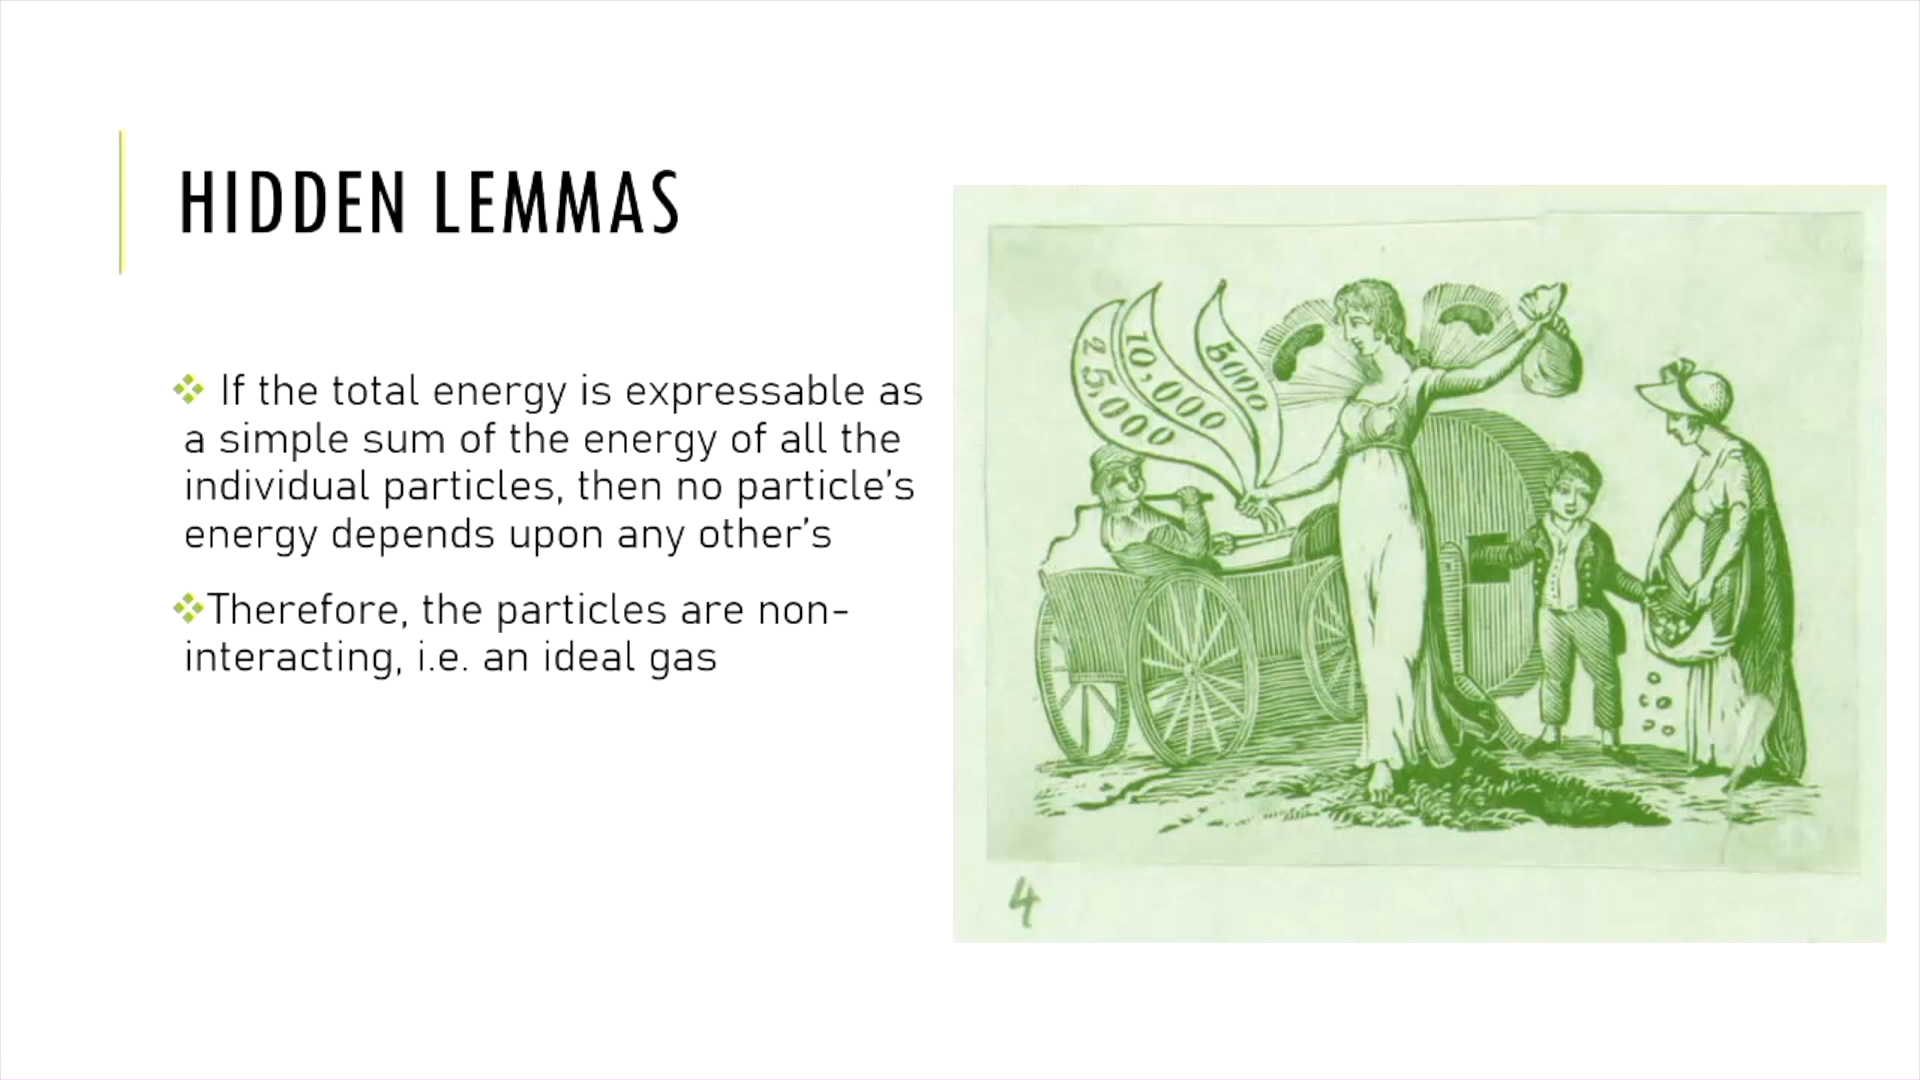 HIDDEN LEMMAS
If the total energy is expressable as
a simple sum of the energy of all the
individual particles, then no particle's
energy depends upon any other's
Therefore, the particles are non-
interacting, i.e. an ideal gas
25,000
10,000
5000
4